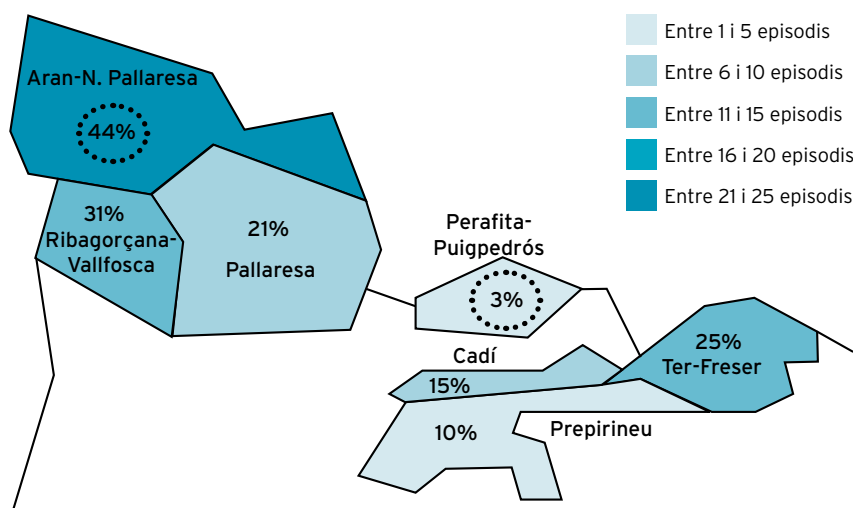 Entre 1 i 5 episodis
Entre 6 i 10 episodis
Entre 11 i 15 episodis
Entre 16 i 20 episodis
Entre 21 i 25 episodis
Aran-N. Pallaresa
44%
31%
Ribagorçana-
Vallfosca
21%
Pallaresa
Perafita-
Puigpedrós
3%
Cadí
15%
25%
Ter-Freser
10%
Prepirineu